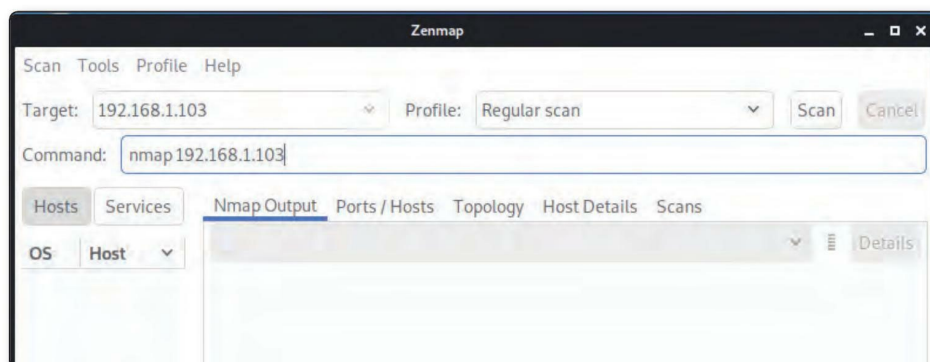 Zenmap
Scan Tools Profile Help
Target: 192.168.1.103 Profile: Regular scan Scan Cancel
Command: nmap 192.168.1.103
Hosts Services Nmap Output Ports / Hosts Topology Host Details Scans
OS Host Details